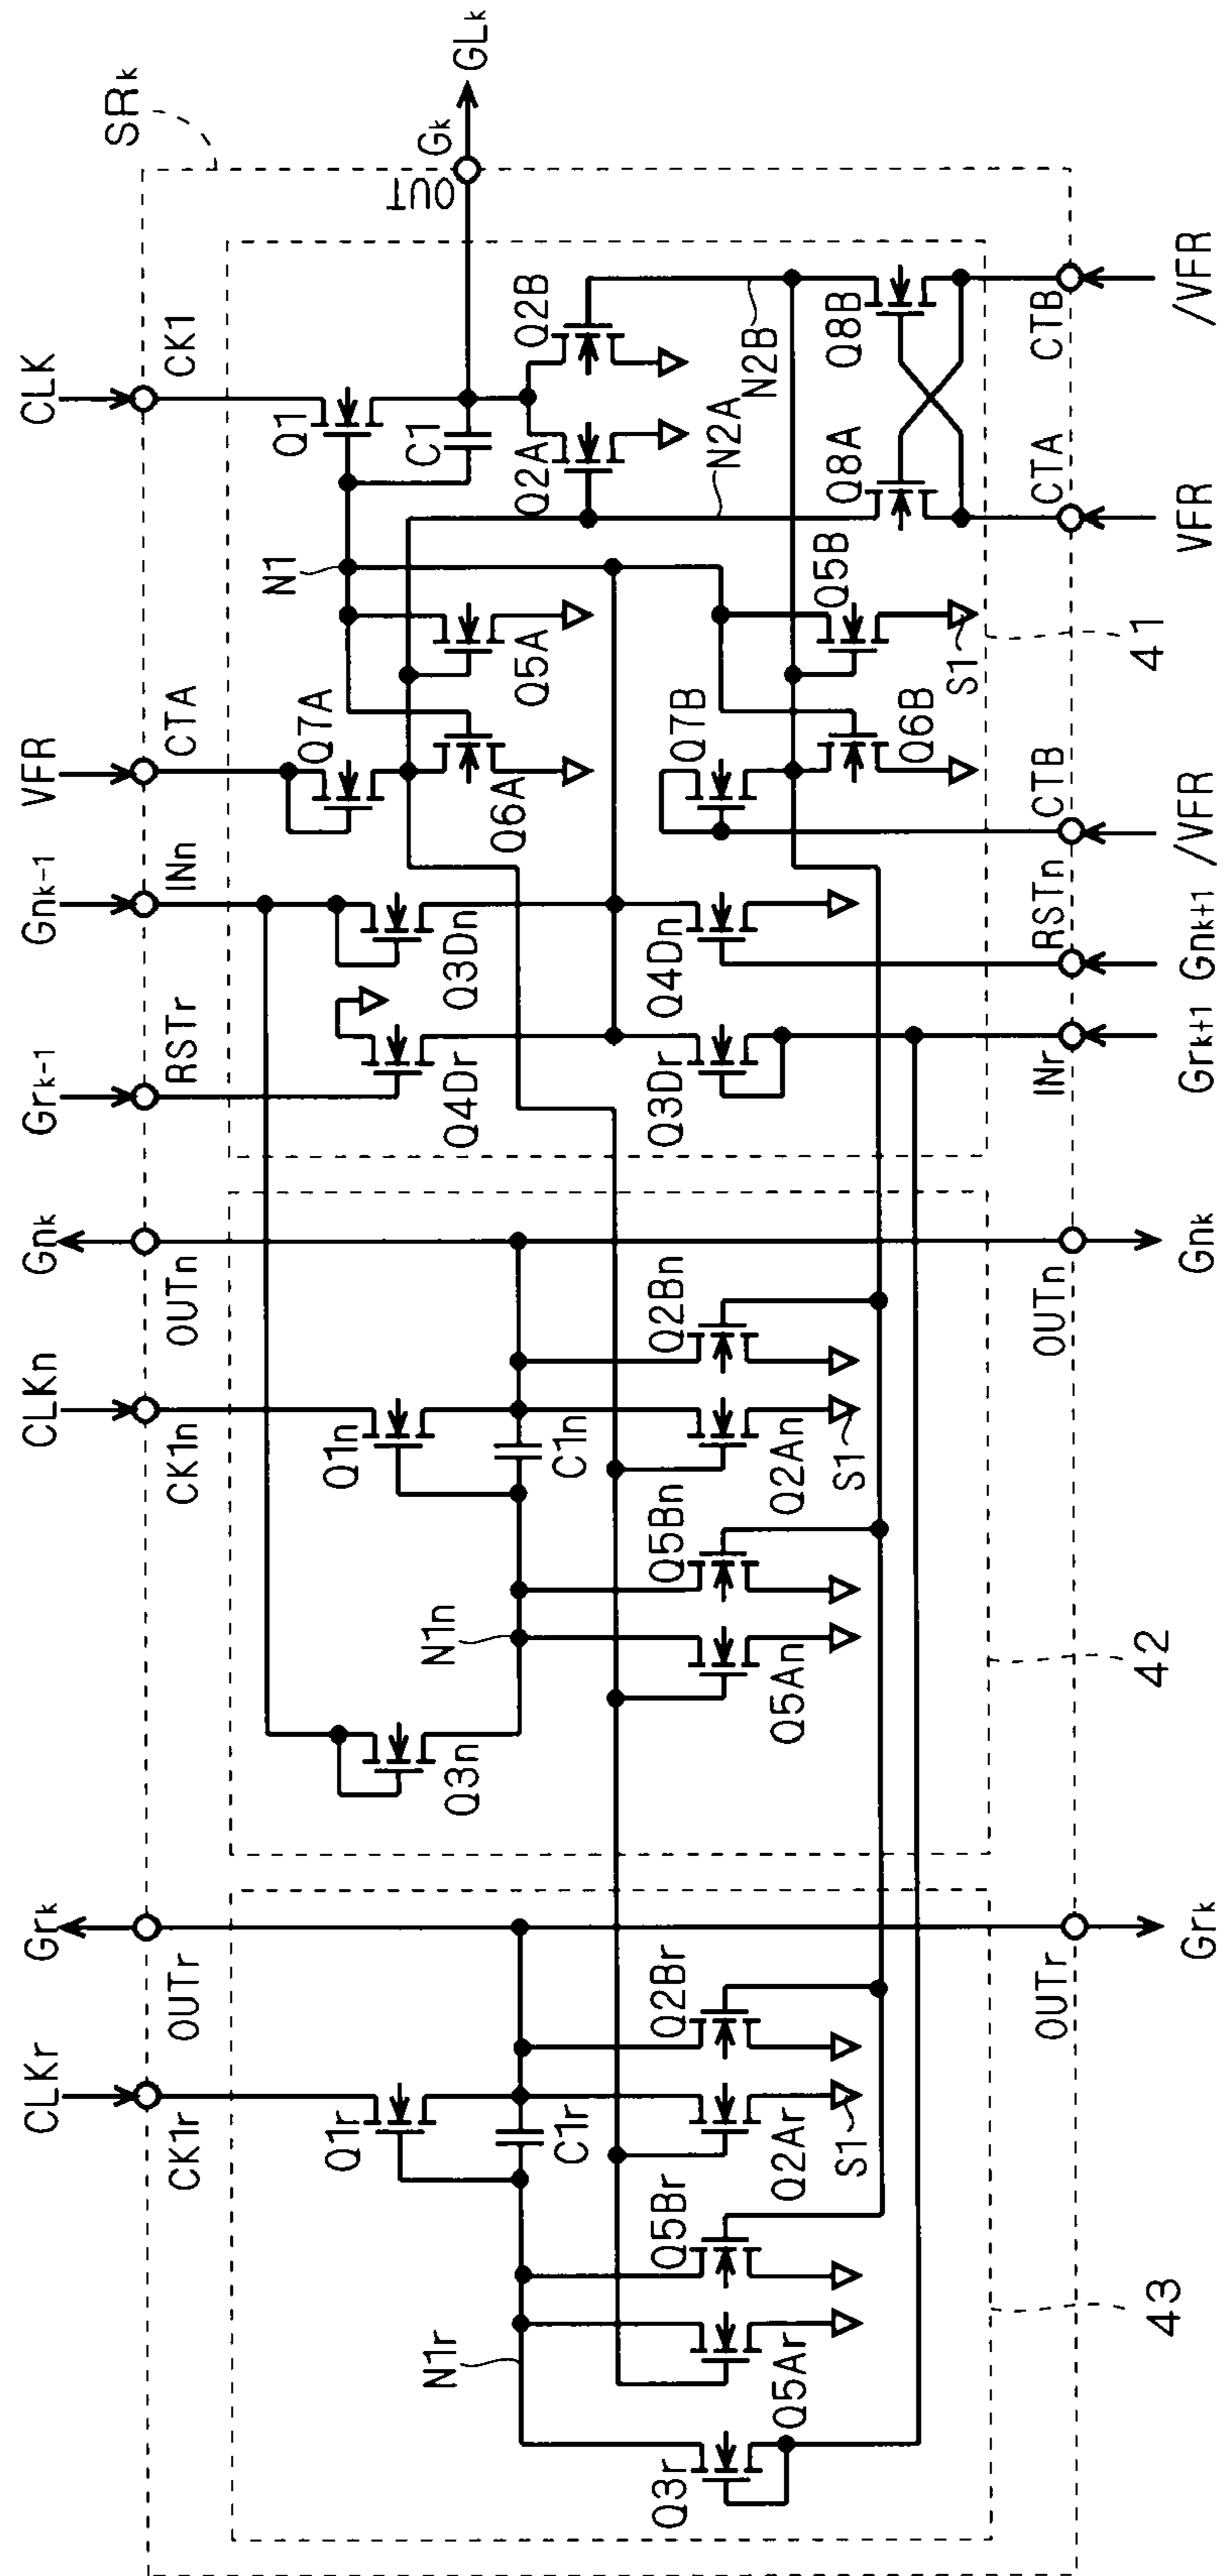 SRk
CLK
CK1
OUT
Gk
GLk
Q1
C1
Q2A
Q2B
N2B
N2A
Q8A
Q8B
CTA
CTB
VFR
/VFR
N1
VFR
CTA
Q7A
Q5A
Q6A
Q7B
Q5B
Q6B
S1
CTB
/VFR
41
Gnk-1
INn
Q3Dn
Q4Dn
RSTn
Gnk+1
Grk-1
RSTr
Q4Dr
Q3Dr
INr
Grk+1
Gnk
OUTn
CLKn
CK1n
Q1n
C1n
Q2Bn
Q2An
S1
Q5Bn
N1n
Q5An
Q3n
OUTn
Gnk
42
Grk
OUTr
CLKr
CK1r
Q1r
C1r
Q2Br
Q2Ar
S1
Q5Br
N1r
Q5Ar
Q3r
OUTr
Grk
43